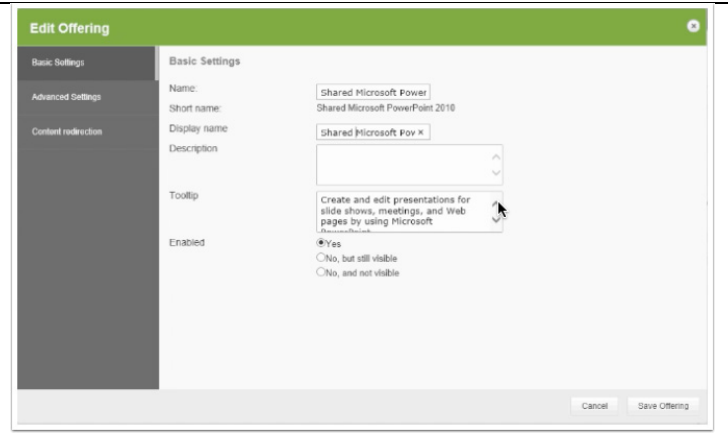 Edit Offering
Basic Settings
Advanced Settings
Content redirection
Basic Settings
Name: Shared Microsoft Power
Short name: Shared Microsoft PowerPoint 2010
Display name Shared Microsoft Pov ×
Description
Tooltip Create and edit presentations for
slide shows, meetings, and Web
pages by using Microsoft
PowerPoint
Enabled Yes
No, but still visible
No, and not visible
Cancel Save Offering